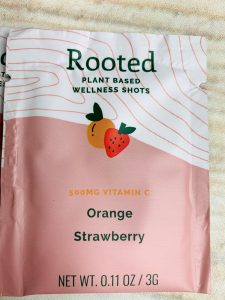 Rooted
PLANT BASED
WELLNESS SHOTS
500MG VITAMIN C
Orange
Strawberry
NET WT. 0.11 OZ / 3G